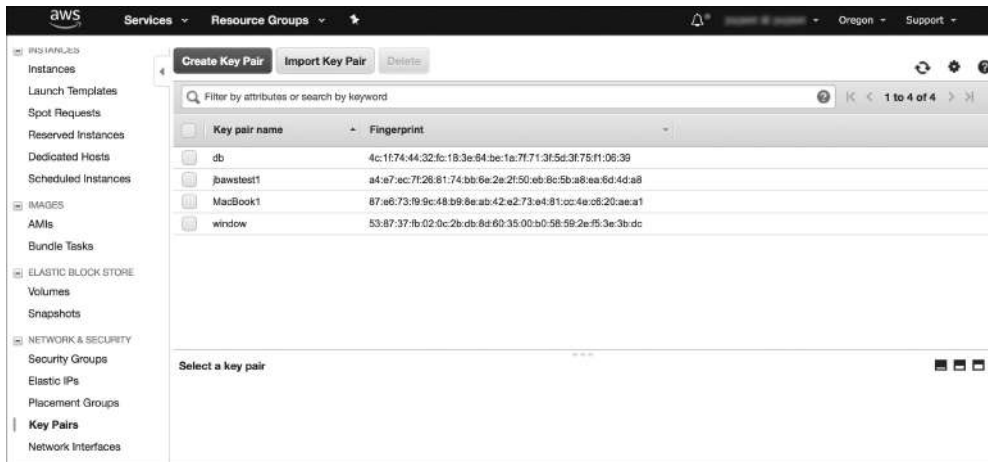 aws Services Resource Groups Oregon Support
INSTANCES
Instances
Launch Templates
Spot Requests
Reserved Instances
Dedicated Hosts
Scheduled Instances
IMAGES
AMIs
Bundle Tasks
ELASTIC BLOCK STORE
Volumes
Snapshots
NETWORK & SECURITY
Security Groups
Elastic IPs
Placement Groups
Key Pairs
Network Interfaces
Create Key Pair Import Key Pair Delete
Filter by attributes or search by keyword 1 to 4 of 4
Key pair name Fingerprint
db 4c:1f:74:44:32:fc:18:3e:64:be:1a:7f:71:3f:5d:3f:75:f1:06:39
jbawstest1 a4:e7:ec:7f:26:81:74:bb:6e:2e:2f:50:eb:8c:5b:a8:ea:6d:4d:a8
MacBook1 87:e6:73:f9:9c:48:b9:8e:ab:42:e2:73:e4:81:cc:4e:c6:20:ae:a1
window 53:87:37:fb:02:0c:2b:db:8d:60:35:00:b0:58:59:2e:f5:3e:3b:dc
Select a key pair